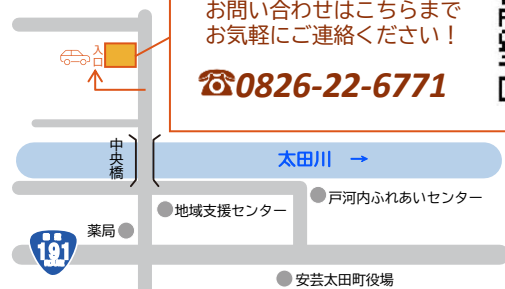 お問い合わせはこちらまで
お気軽にご連絡ください！
☎0826-22-6771
入口
中央橋
太田川 →
戸河内ふれあいセンター
地域支援センター
薬局
191
安芸太田町役場